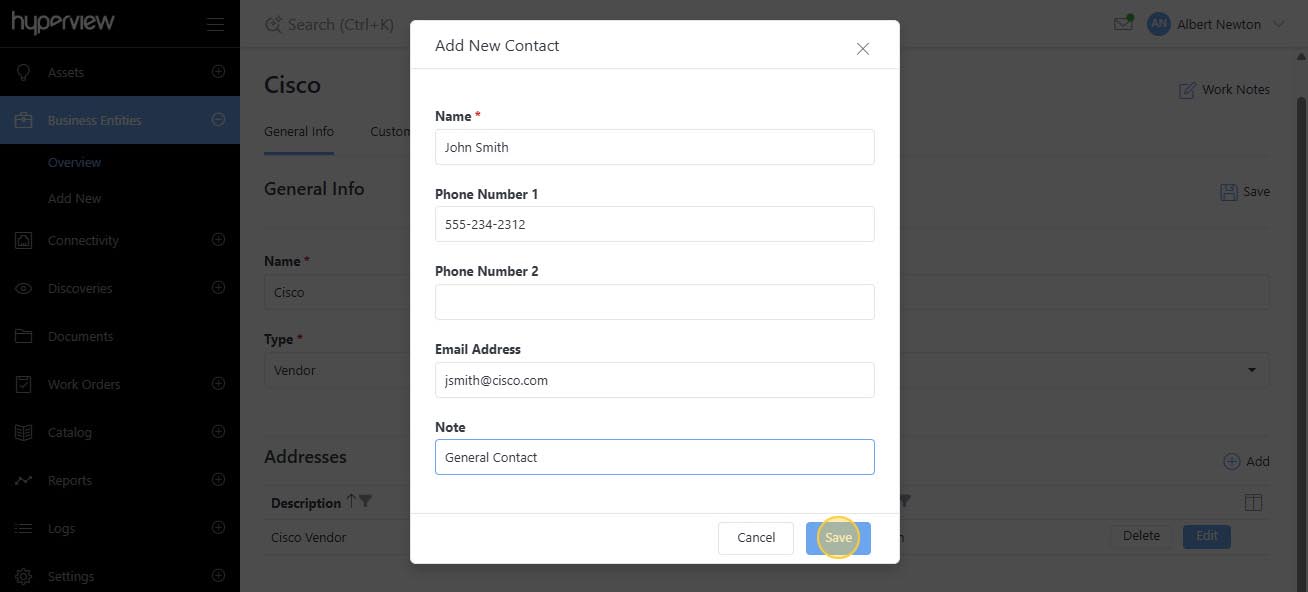 hyperview
Search (Ctrl+K)
AN
Albert Newton
Assets
Business Entities
Overview
Add New
Connectivity
Discoveries
Documents
Work Orders
Catalog
Reports
Logs
Settings
Cisco
Work Notes
General Info
Custom
General Info
Save
Name *
Cisco
Type *
Vendor
Addresses
Add
Description
Cisco Vendor
Delete
Edit
Add New Contact
Name *
John Smith
Phone Number 1
555-234-2312
Phone Number 2
Email Address
jsmith@cisco.com
Note
General Contact
Cancel
Save